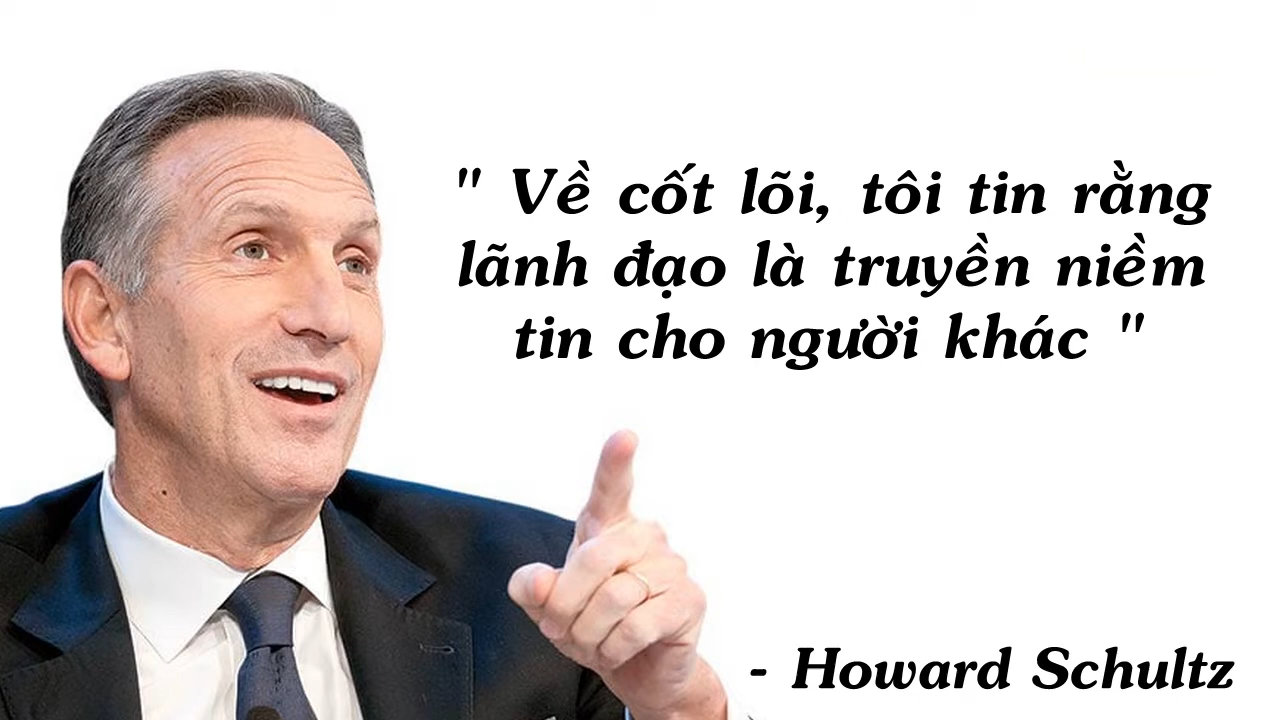 " Về cốt lõi, tôi tin rằng
lãnh đạo là truyền niềm
tin cho người khác "
- Howard Schultz